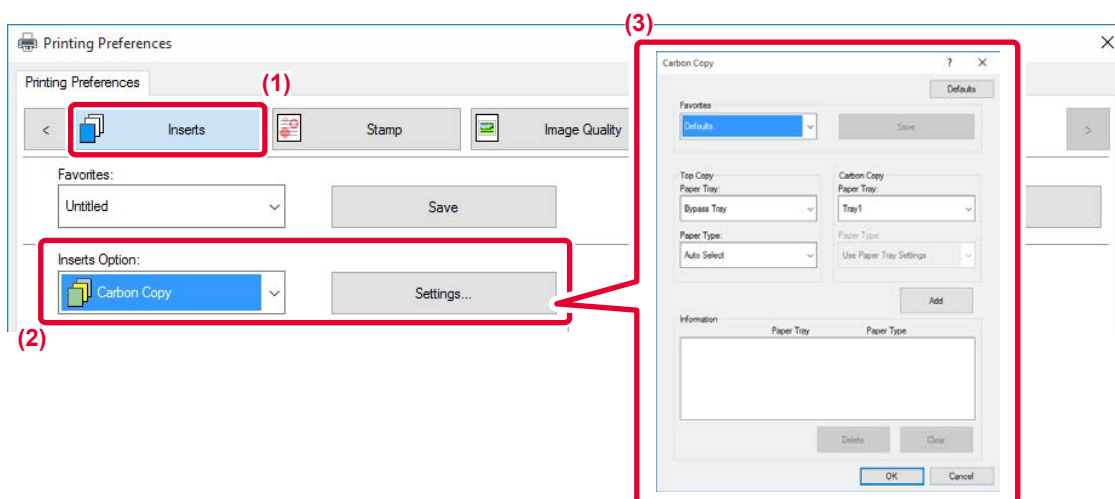 (3)
Printing Preferences
Printing Preferences
(1)
<
Inserts
Stamp
Image Quality
>
Favorites:
Untitled
Save
Inserts Option:
Carbon Copy
Settings...
(2)
Carbon Copy
?
Defaults
Favorites
Defaults
Save
Top Copy
Carbon Copy
Paper Tray:
Paper Tray:
Bypass Tray
Tray1
Paper Type:
Paper Type:
Auto Select
Use Paper Tray Settings
Add
Information
Paper Tray
Paper Type
Delete
Clear
OK
Cancel